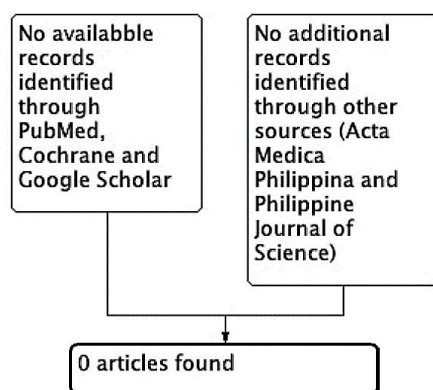 No availabble
records
identified
through
PubMed,
Cochrane and
Google Scholar
No additional
records
identified
through other
sources (Acta
Medica
Philippina and
Philippine
Journal of
Science)
0 articles found